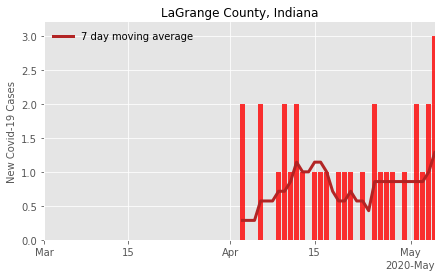 LaGrange County, Indiana
7 day moving average
New Covid-19 Cases
3.0
2.5
2.0
1.5
1.0
0.5
0.0
Mar 15 Apr 15 May
2020-May